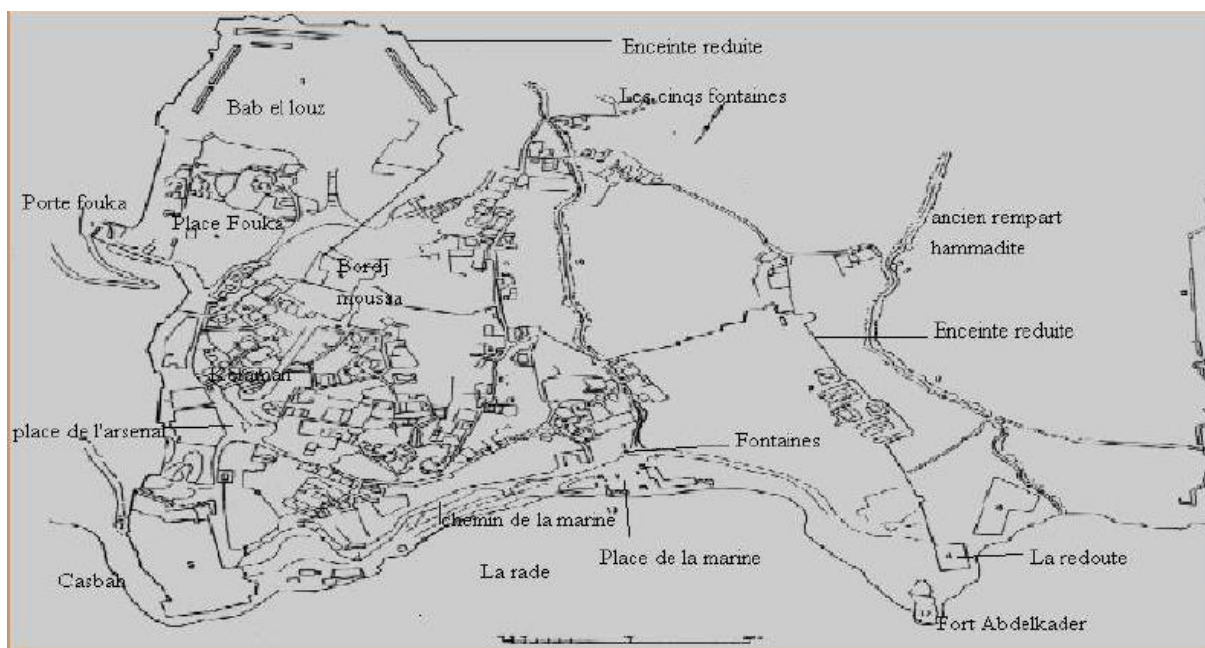 Enceinte reduite
Les cinqs fontaines
Bab el louz
Porte fouka
Place Fouka
ancien rempart
hammadite
Bordj
moussa
Enceinte reduite
place de l'arsenal
Fontaines
chemin de la marine
Place de la marine
La redoute
La rade
Casbah
Fort Abdelkader